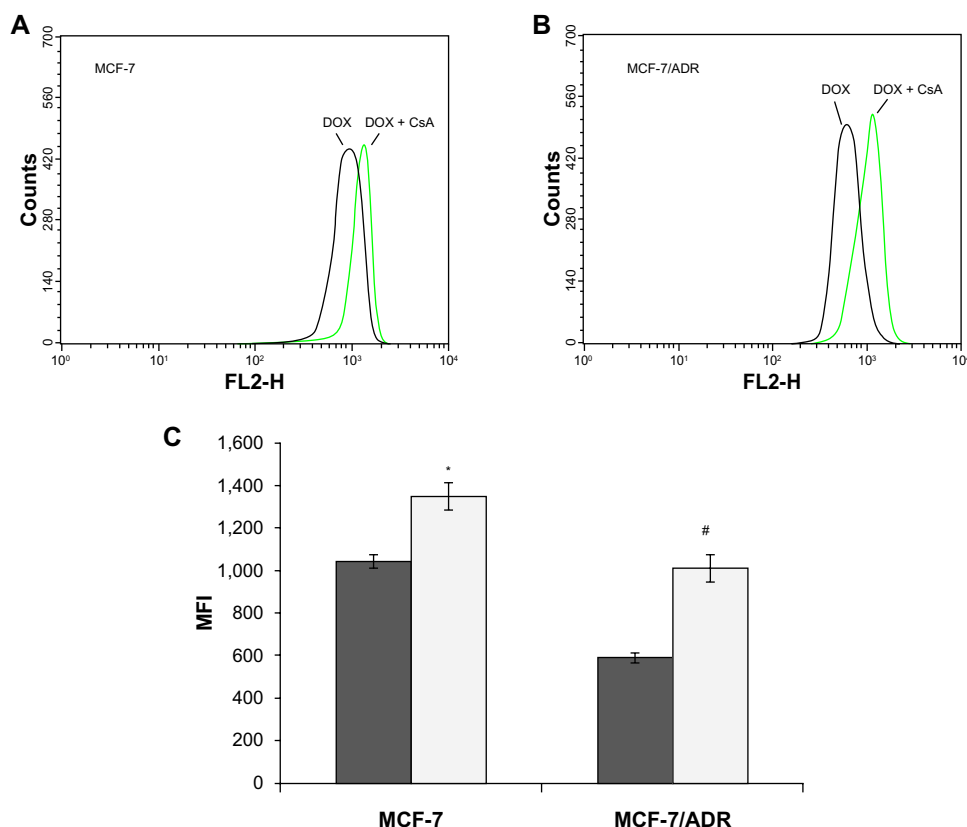 A
700
560
420
280
140
0
Counts
MCF-7
DOX
DOX + CsA
10⁰
10¹
10²
10³
10⁴
FL2-H
B
700
560
420
280
140
0
Counts
MCF-7/ADR
DOX
DOX + CsA
10⁰
10¹
10²
10³
FL2-H
C
1,600
1,400
1,200
1,000
800
600
400
200
0
MFI
*
#
MCF-7
MCF-7/ADR